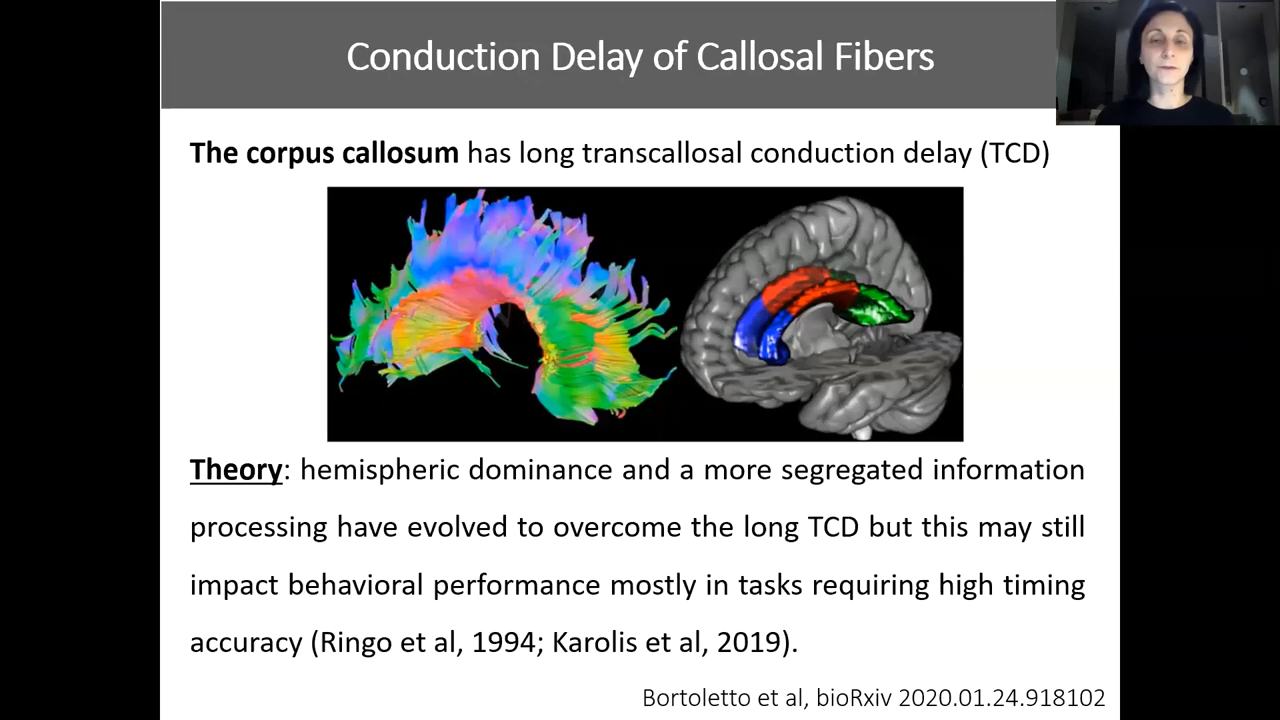 Conduction Delay of Callosal Fibers
The corpus callosum has long transcallosal conduction delay (TCD)
Theory: hemispheric dominance and a more segregated information
processing have evolved to overcome the long TCD but this may still
impact behavioral performance mostly in tasks requiring high timing
accuracy (Ringo et al, 1994; Karolis et al, 2019).
Bortoletto et al, bioRxiv 2020.01.24.918102